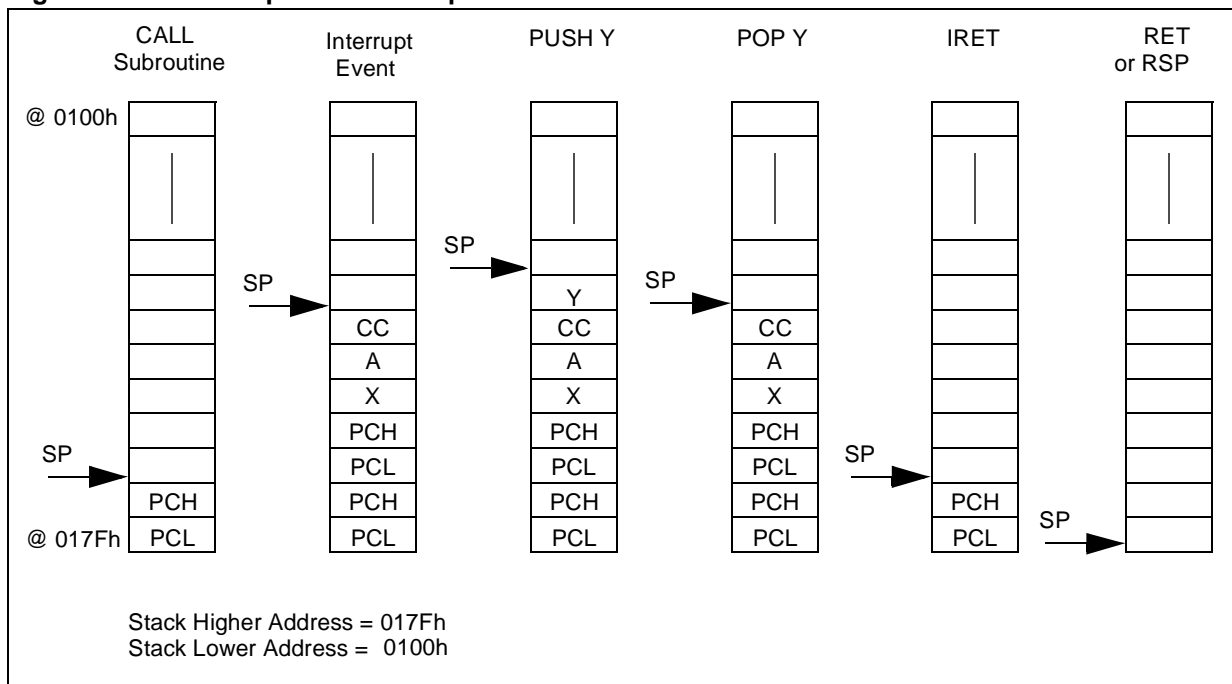 CALL
Subroutine
Interrupt
Event
PUSH Y
POP Y
IRET
RET
or RSP
@ 0100h
SP
SP
SP
Y
CC
CC
CC
A
A
A
X
X
X
PCH
PCH
PCH
SP
PCL
PCL
PCL
SP
PCH
PCH
PCH
PCH
PCH
@ 017Fh
PCL
PCL
PCL
PCL
PCL
SP
Stack Higher Address = 017Fh
Stack Lower Address = 0100h